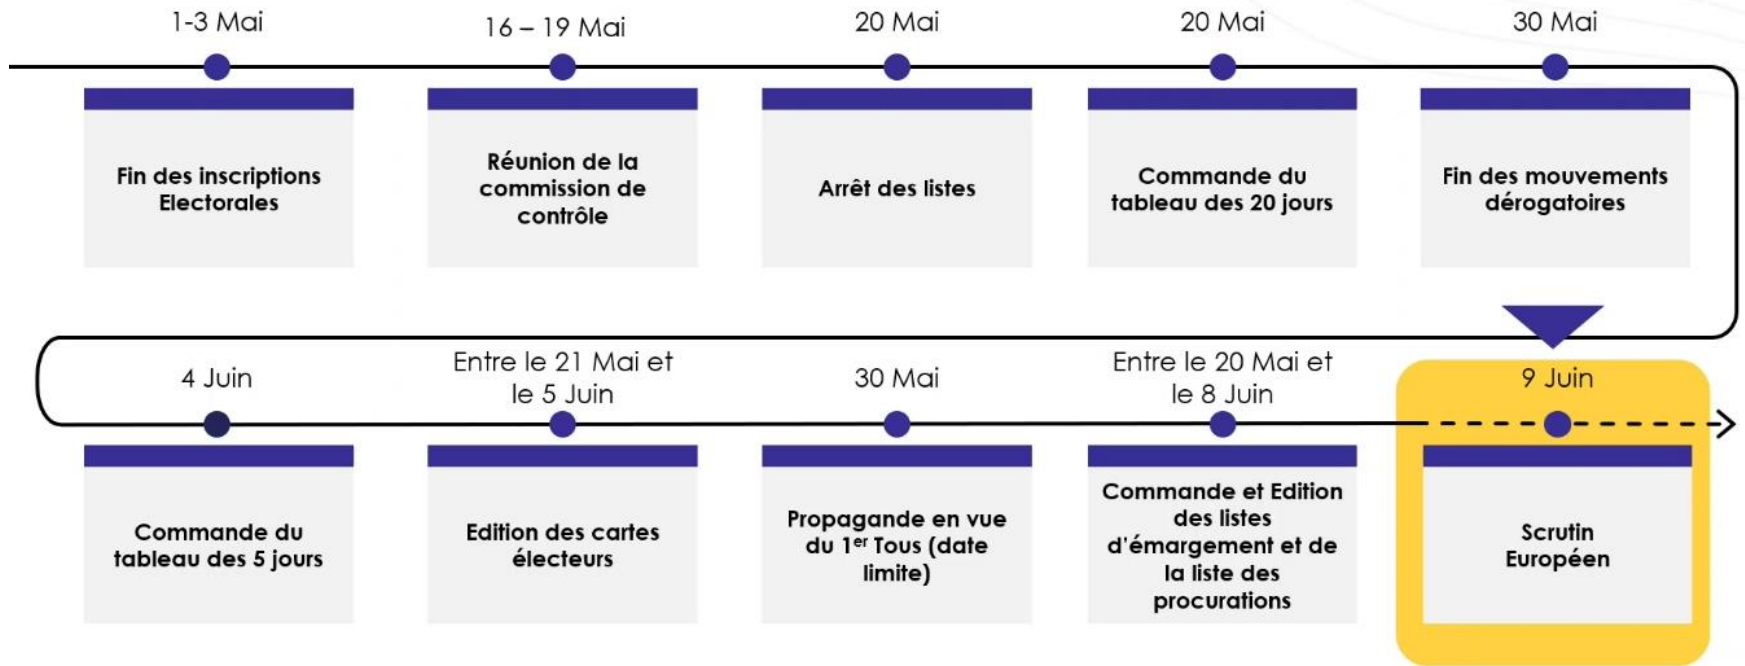 1-3 Mai
16 – 19 Mai
20 Mai
20 Mai
30 Mai
Fin des inscriptions
Electorales
Réunion de la
commission de
contrôle
Arrêt des listes
Commande du
tableau des 20 jours
Fin des mouvements
dérogatoires
4 Juin
Entre le 21 Mai et
le 5 Juin
30 Mai
Entre le 20 Mai et
le 8 Juin
9 Juin
Commande du
tableau des 5 jours
Edition des cartes
électeurs
Propagande en vue
du 1er Tous (date
limite)
Commande et Edition
des listes
d'émargement et de
la liste des
procurations
Scrutin
Européen